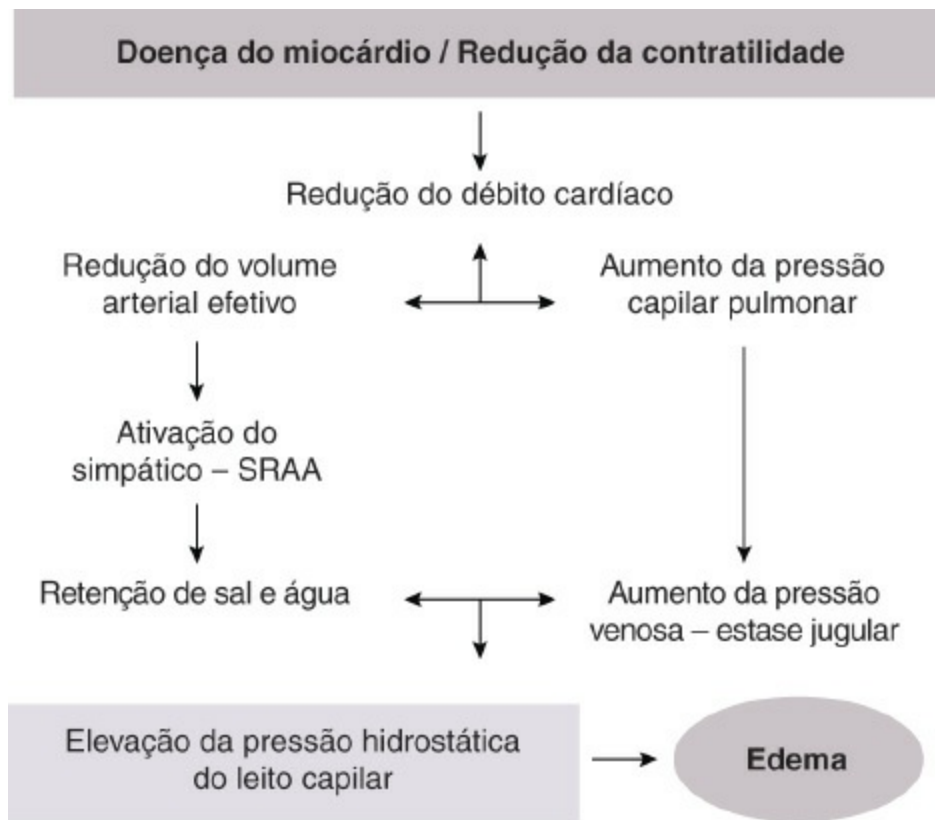 Doença do miocárdio / Redução da contratilidade
Redução do débito cardíaco
Redução do volume
arterial efetivo
Aumento da pressão
capilar pulmonar
Ativação do
simpático – SRAA
Retenção de sal e água
Aumento da pressão
venosa – estase jugular
Elevação da pressão hidrostática
do leito capilar
Edema